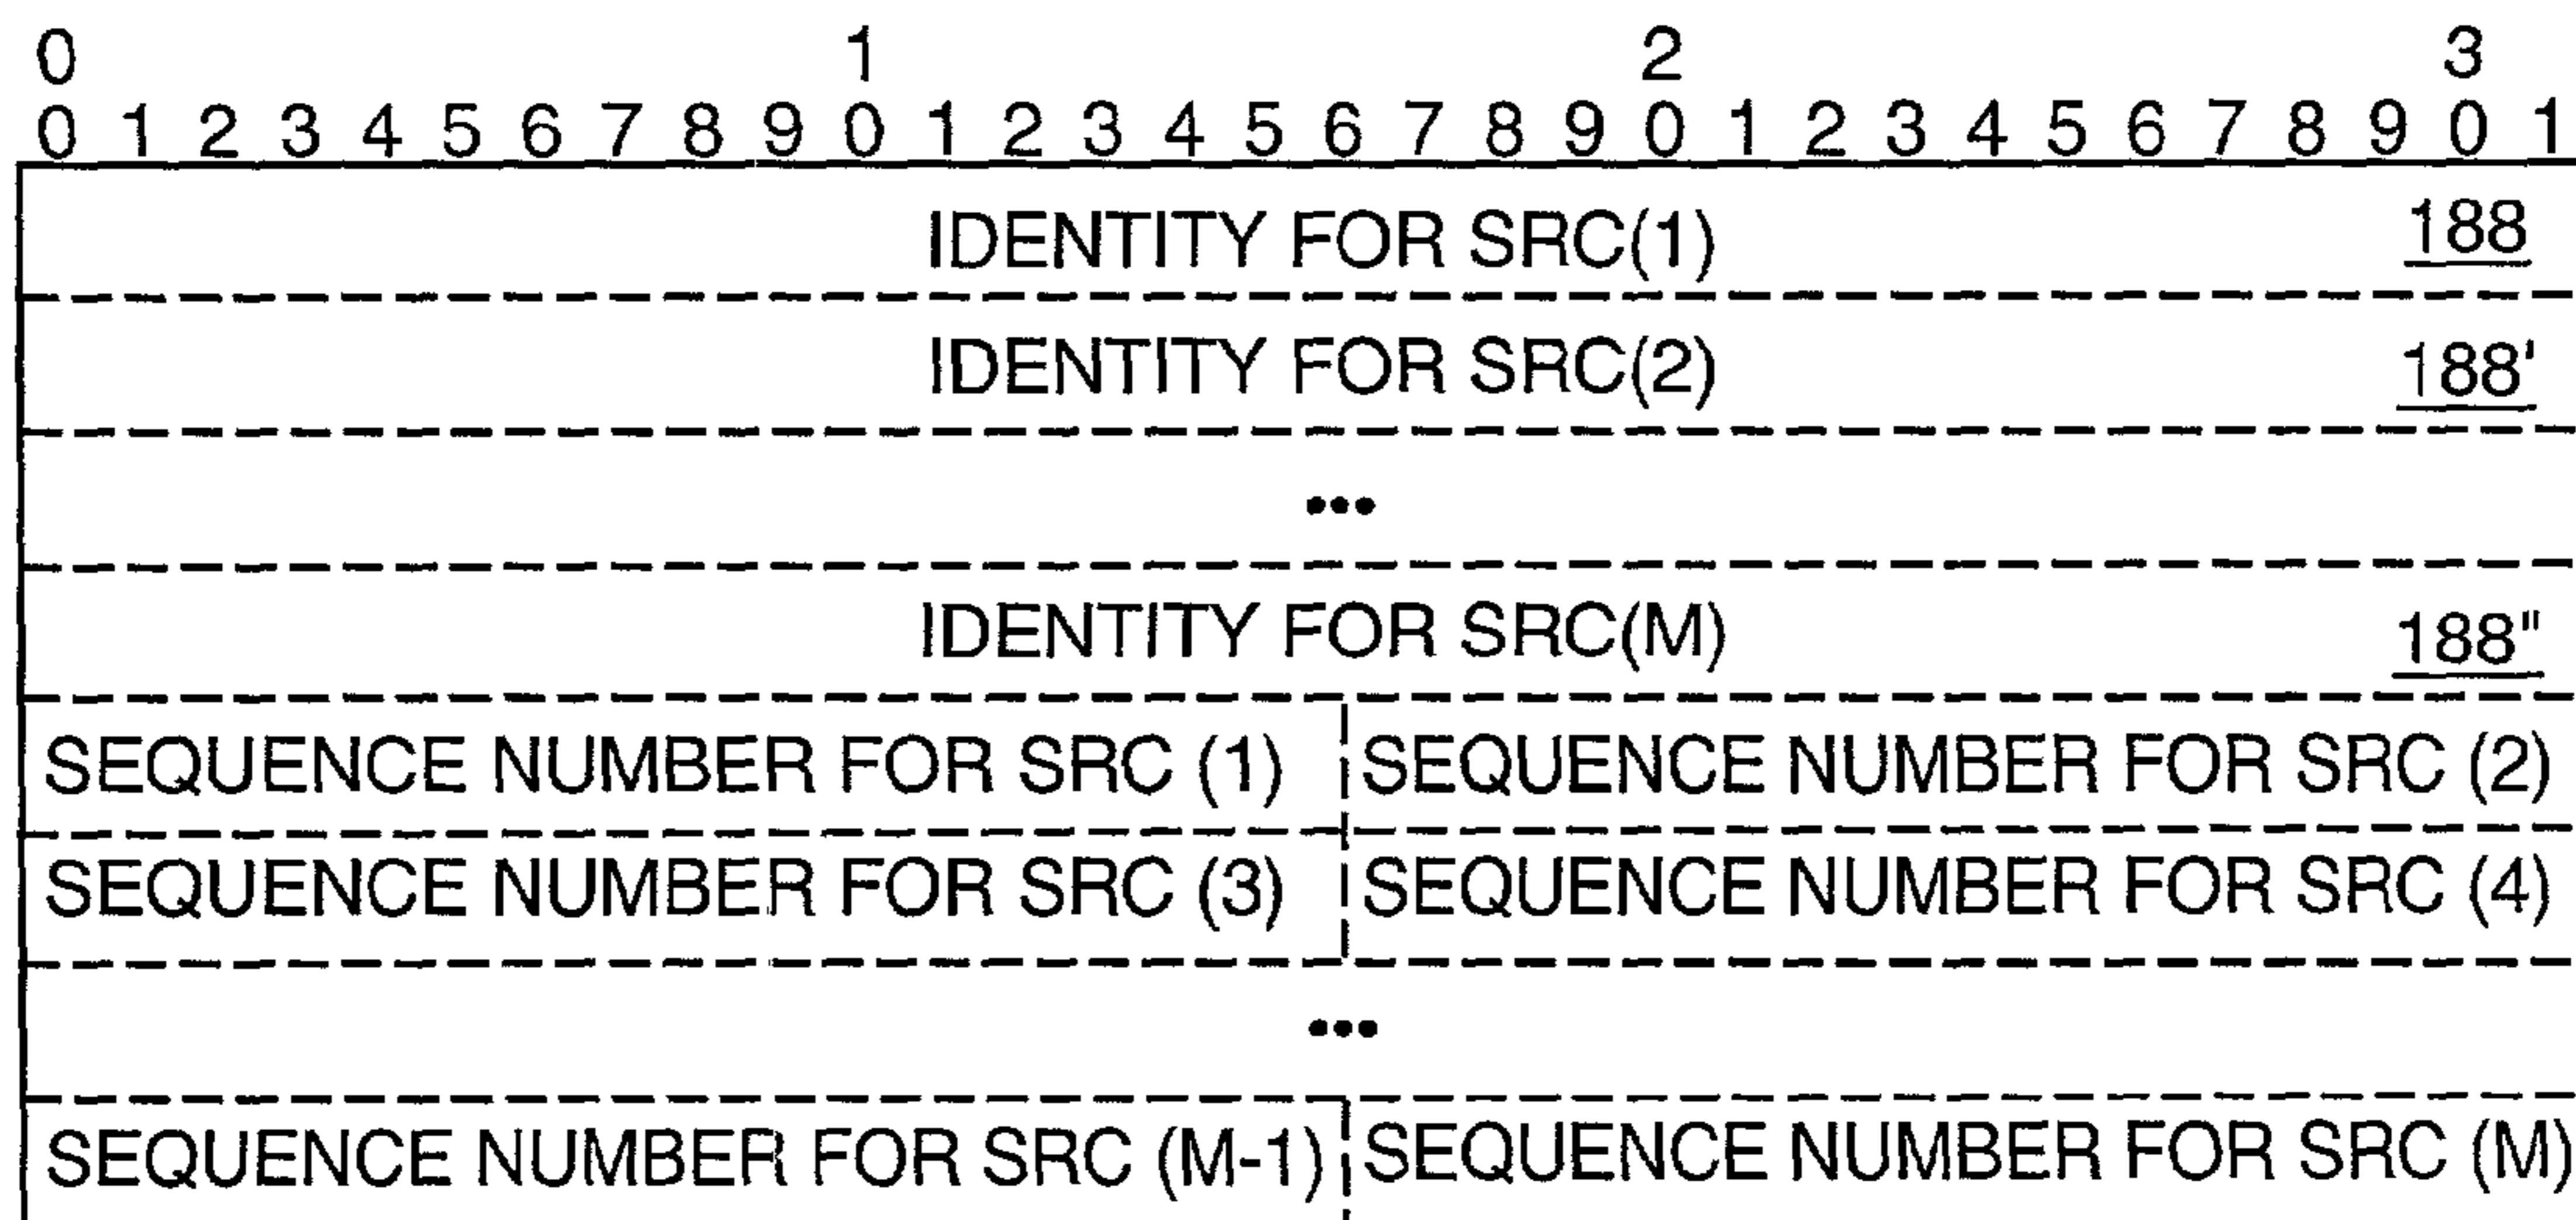 0 1 2 3
0 1 2 3 4 5 6 7 8 9 0 1 2 3 4 5 6 7 8 9 0 1 2 3 4 5 6 7 8 9 0 1
IDENTITY FOR SRC(1) 188
IDENTITY FOR SRC(2) 188'
•••
IDENTITY FOR SRC(M) 188"
SEQUENCE NUMBER FOR SRC (1) SEQUENCE NUMBER FOR SRC (2)
SEQUENCE NUMBER FOR SRC (3) SEQUENCE NUMBER FOR SRC (4)
•••
SEQUENCE NUMBER FOR SRC (M-1) SEQUENCE NUMBER FOR SRC (M)